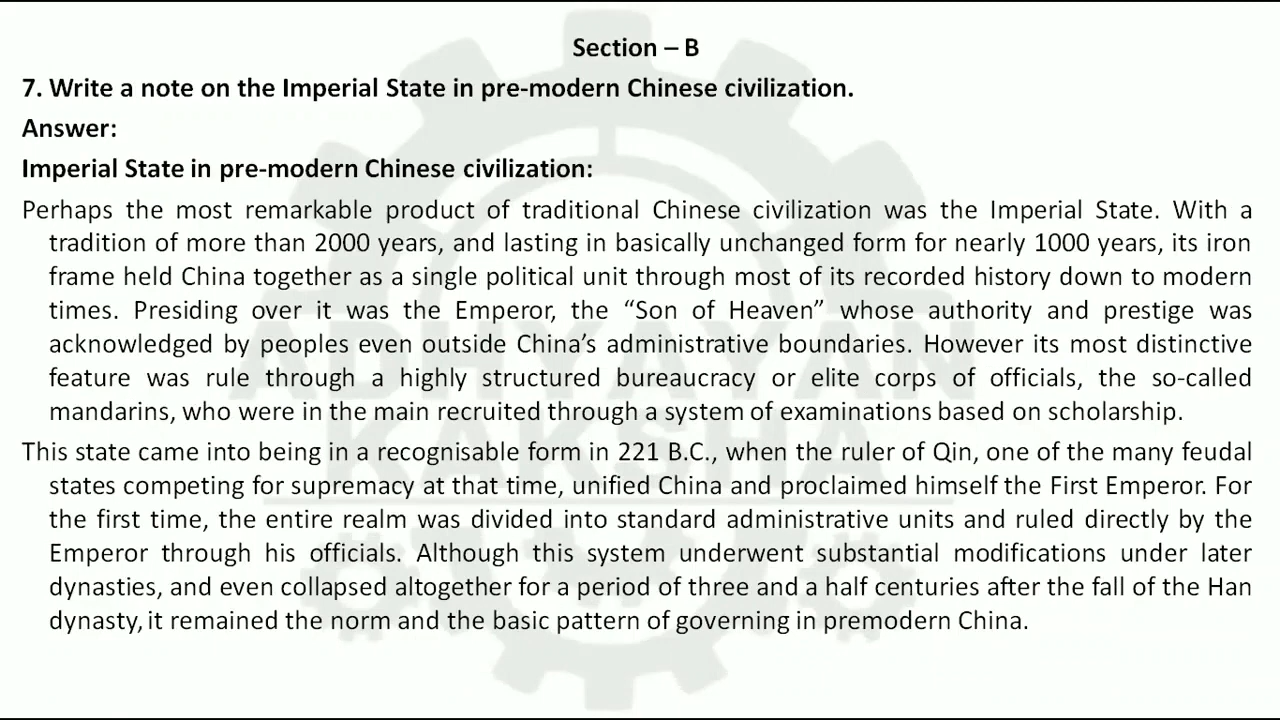 Section – B
7. Write a note on the Imperial State in pre-modern Chinese civilization.
Answer:
Imperial State in pre-modern Chinese civilization:
Perhaps the most remarkable product of traditional Chinese civilization was the Imperial State. With a
tradition of more than 2000 years, and lasting in basically unchanged form for nearly 1000 years, its iron
frame held China together as a single political unit through most of its recorded history down to modern
times. Presiding over it was the Emperor, the “Son of Heaven” whose authority and prestige was
acknowledged by peoples even outside China’s administrative boundaries. However its most distinctive
feature was rule through a highly structured bureaucracy or elite corps of officials, the so-called
mandarins, who were in the main recruited through a system of examinations based on scholarship.
This state came into being in a recognisable form in 221 B.C., when the ruler of Qin, one of the many feudal
states competing for supremacy at that time, unified China and proclaimed himself the First Emperor. For
the first time, the entire realm was divided into standard administrative units and ruled directly by the
Emperor through his officials. Although this system underwent substantial modifications under later
dynasties, and even collapsed altogether for a period of three and a half centuries after the fall of the Han
dynasty, it remained the norm and the basic pattern of governing in premodern China.
ADHYAYAN
KAKSHA